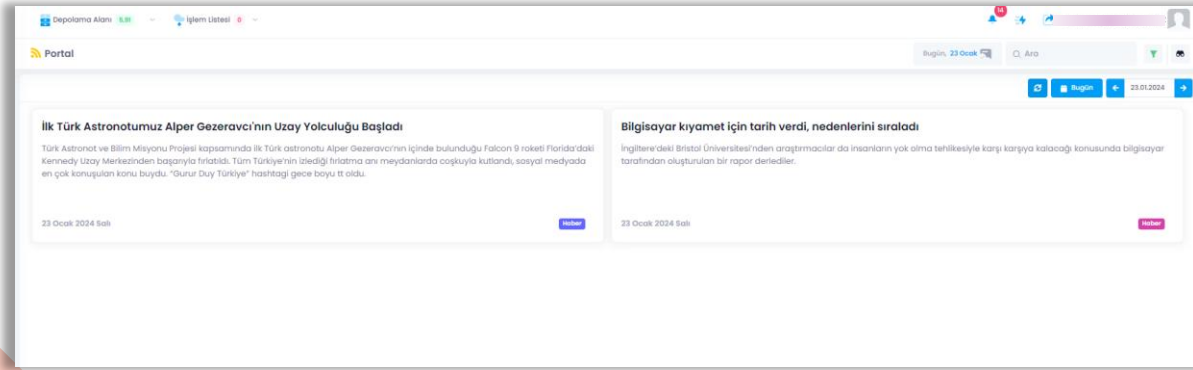 Depolama Alanı 5.91 İşlem Listesi 0
14
Portal
Bugün, 23 Ocak
Ara
Bugün
23.01.2024
İlk Türk Astronotumuz Alper Gezeravcı'nın Uzay Yolculuğu Başladı
Türk Astronot ve Bilim Misyonu Projesi kapsamında ilk Türk astronotu Alper Gezeravcı'nın içinde bulunduğu Falcon 9 roketi Florida'daki
Kennedy Uzay Merkezinden başarıyla fırlatıldı. Tüm Türkiye'nin izlediği fırlatma anı meydanlarda coşkuyla kutlandı, sosyal medyada
en çok konuşulan konu buydu. "Gurur Duy Türkiye" hashtagi gece boyu tt oldu.
23 Ocak 2024 Salı
Haber
Bilgisayar kıyamet için tarih verdi, nedenlerini sıraladı
İngiltere'deki Bristol Üniversitesi'nden araştırmacılar da insanların yok olma tehlikesiyle karşı karşıya kalacağı konusunda bilgisayar
tarafından oluşturulan bir rapor derlediler.
23 Ocak 2024 Salı
Haber